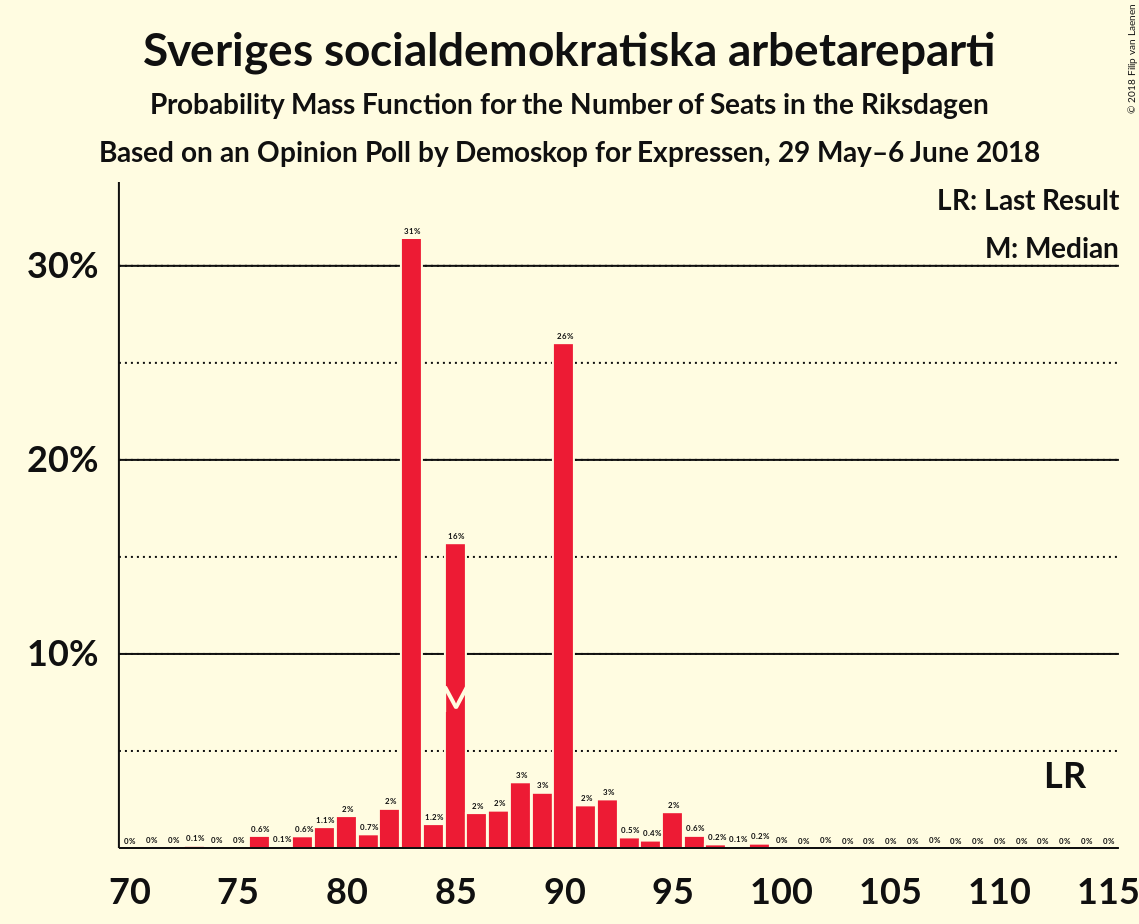 Sveriges socialdemokratiska arbetareparti
Probability Mass Function for the Number of Seats in the Riksdagen
Based on an Opinion Poll by Demoskop for Expressen, 29 May–6 June 2018
© 2018 Filip van Laenen
LR: Last Result
M: Median
30%
20%
10%
0% 0% 0% 0.1% 0% 0% 0.6% 0.1% 0.6% 1.1% 2% 0.7% 2% 31% 1.2% 16% 2% 2% 3% 3% 26% 2% 3% 0.5% 0.4% 2% 0.6% 0.2% 0.1% 0.2% 0% 0% 0% 0% 0% 0% 0% 0% 0% 0% 0% 0% 0% 0% 0% 0%
M
LR
70 75 80 85 90 95 100 105 110 115